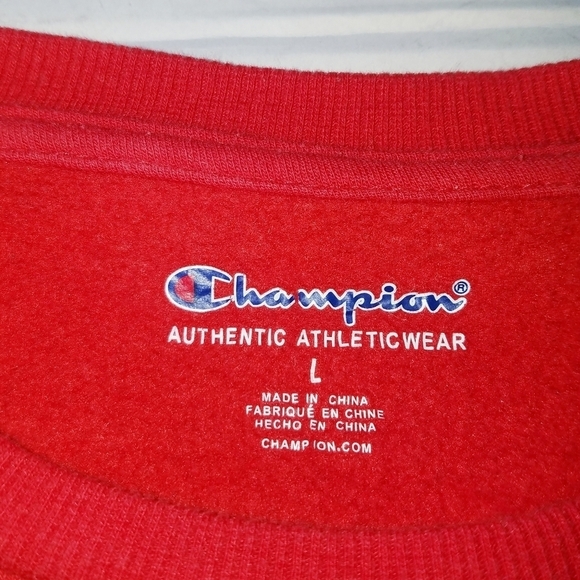 Champion®
AUTHENTIC ATHLETICWEAR
L
MADE IN CHINA
FABRIQUÉ EN CHINE
HECHO EN CHINA
CHAMPION.COM